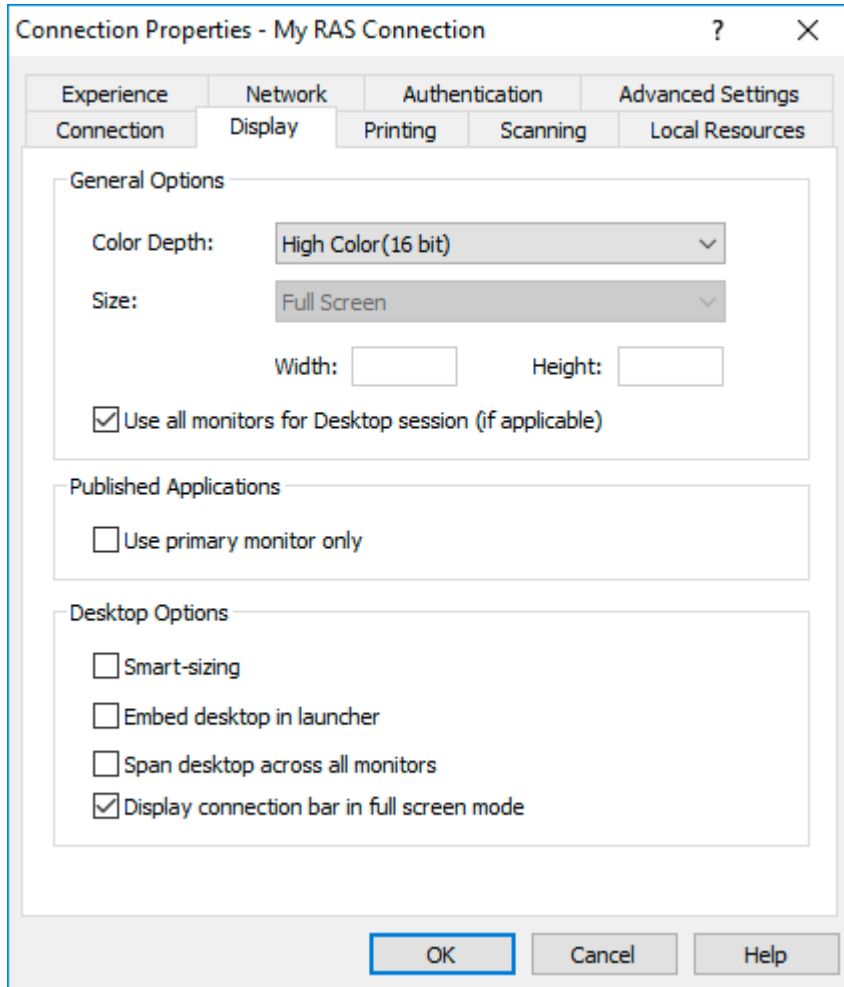 Connection Properties - My RAS Connection ?
Experience Network Authentication Advanced Settings
Connection Display Printing Scanning Local Resources
General Options
Color Depth: High Color(16 bit)
Size: Full Screen
Width: Height:
Use all monitors for Desktop session (if applicable)
Published Applications
Use primary monitor only
Desktop Options
Smart-sizing
Embed desktop in launcher
Span desktop across all monitors
Display connection bar in full screen mode
OK Cancel Help